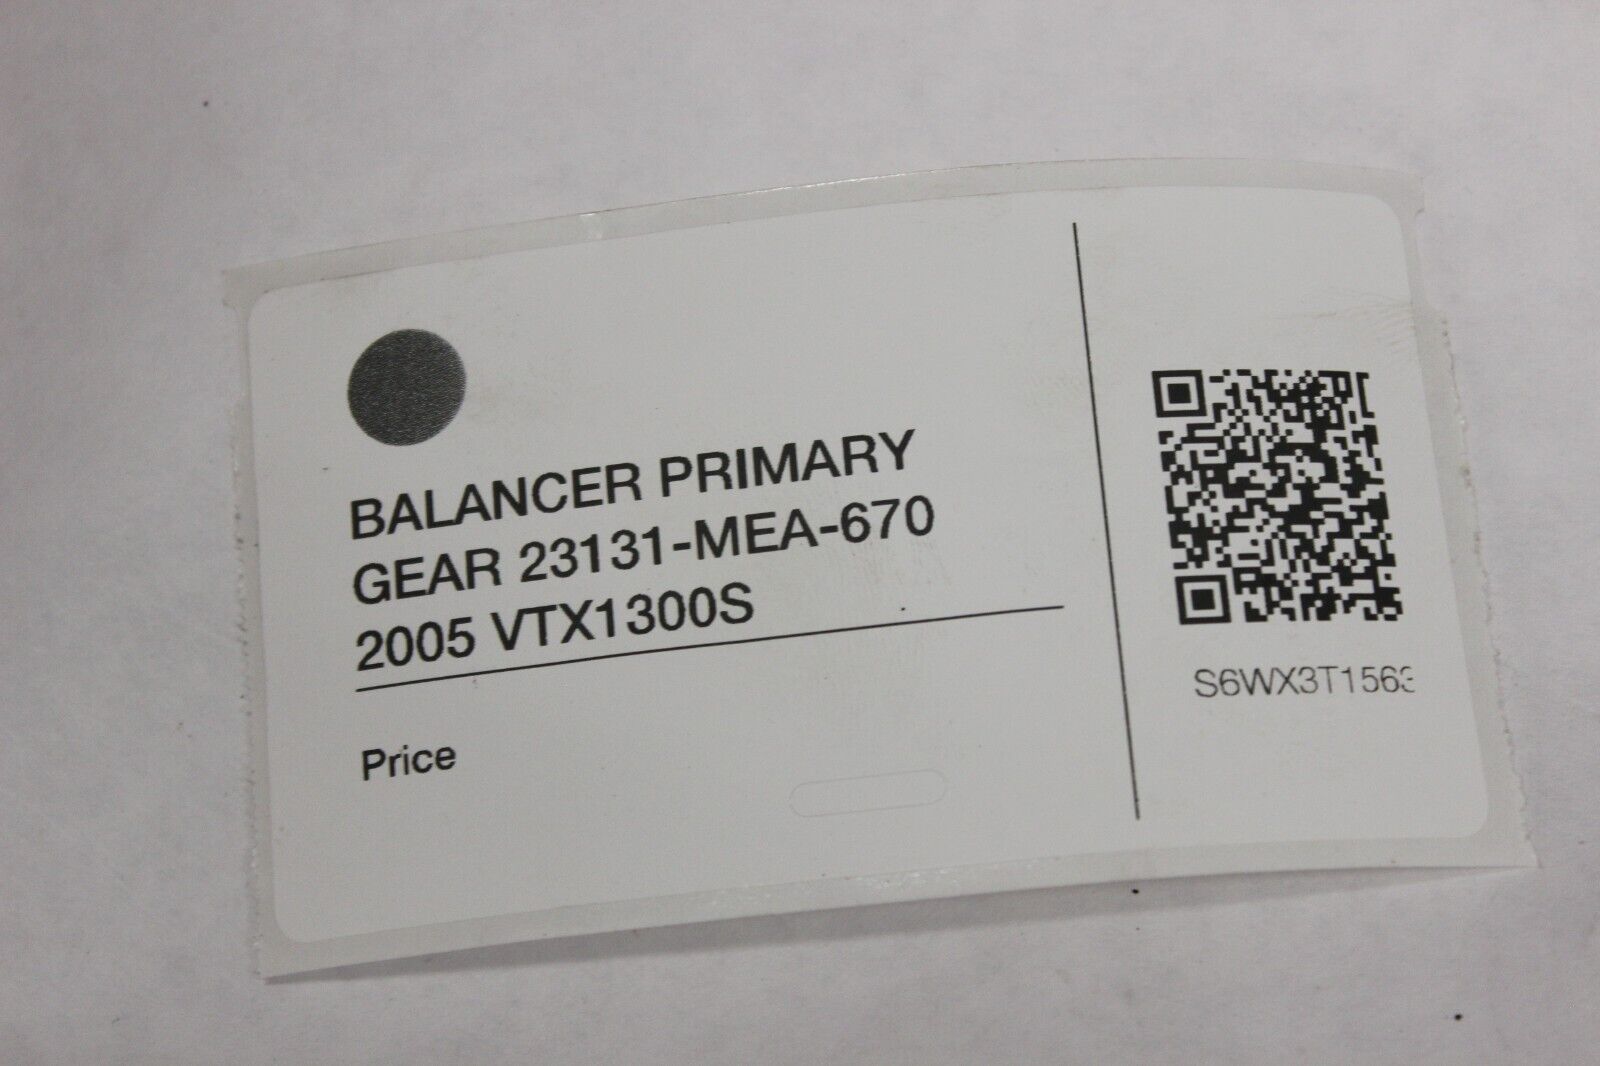 BALANCER PRIMARY
GEAR 23131-MEA-670
2005 VTX1300S
Price
S6WX3T1563